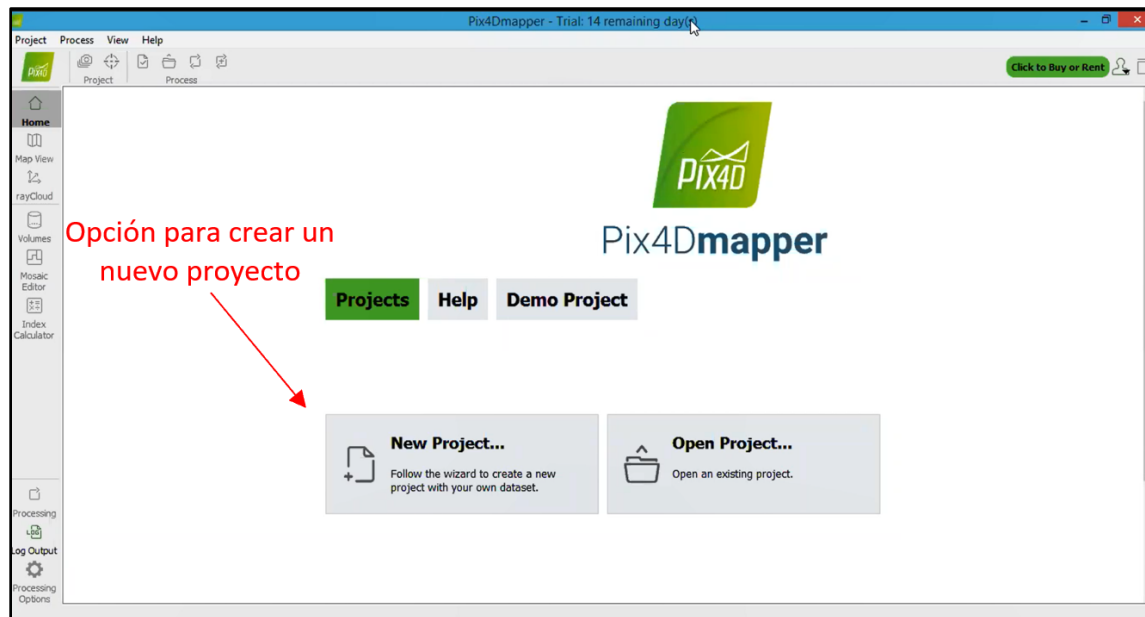 Pix4Dmapper - Trial: 14 remaining day(s)
Project Process View Help
PIX4D
Project
Process
Click to Buy or Rent
Home
Map View
rayCloud
Volumes
Mosaic
Editor
Index
Calculator
PIX4D
Pix4Dmapper
Opción para crear un
nuevo proyecto
Projects
Help
Demo Project
New Project...
Follow the wizard to create a new
project with your own dataset.
Open Project...
Open an existing project.
Processing
LOG
Log Output
Processing
Options